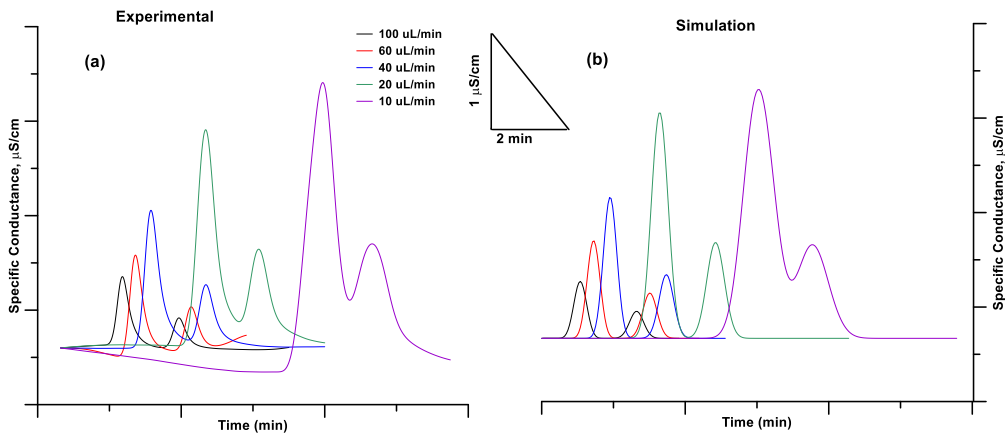 Experimental
Simulation
(a)
100 uL/min
60 uL/min
40 uL/min
20 uL/min
10 uL/min
1 µS/cm
2 min
(b)
Specific Conductance, µS/cm
Specific Conductance, µS/cm
Time (min)
Time (min)